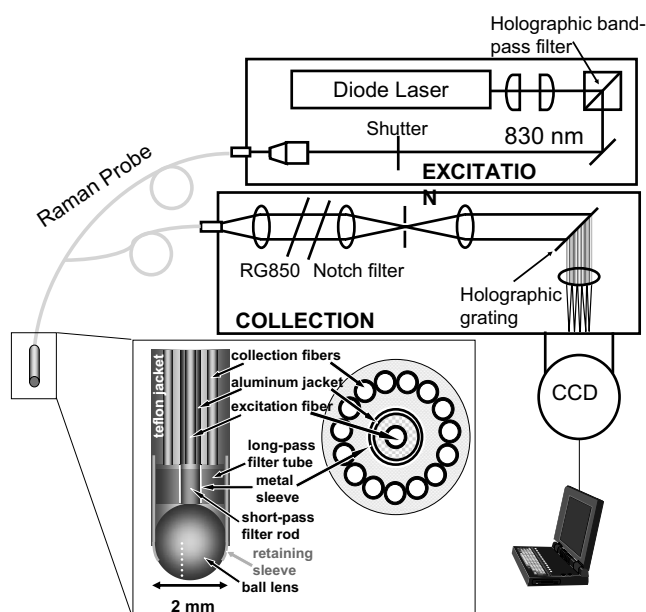 Holographic band-
pass filter
Diode Laser
Shutter
830 nm
EXCITATIO
N
Raman Probe
RG850
Notch filter
Holographic
grating
COLLECTION
CCD
teflon jacket
collection fibers
aluminum jacket
excitation fiber
long-pass
filter tube
metal
sleeve
short-pass
filter rod
retaining
sleeve
ball lens
2 mm